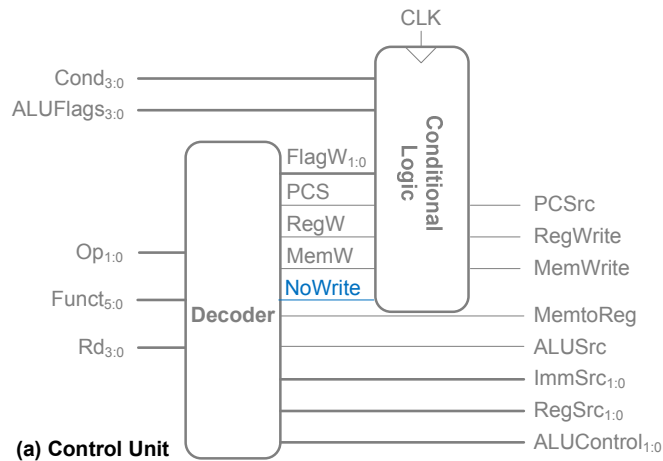 CLK
Cond3:0
ALUFlags3:0
Conditional
Logic
FlagW1:0
PCS
RegW
MemW
NoWrite
Op1:0
Funct5:0
Rd3:0
Decoder
PCSrc
RegWrite
MemWrite
MemtoReg
ALUSrc
ImmSrc1:0
RegSrc1:0
ALUControl1:0
(a) Control Unit